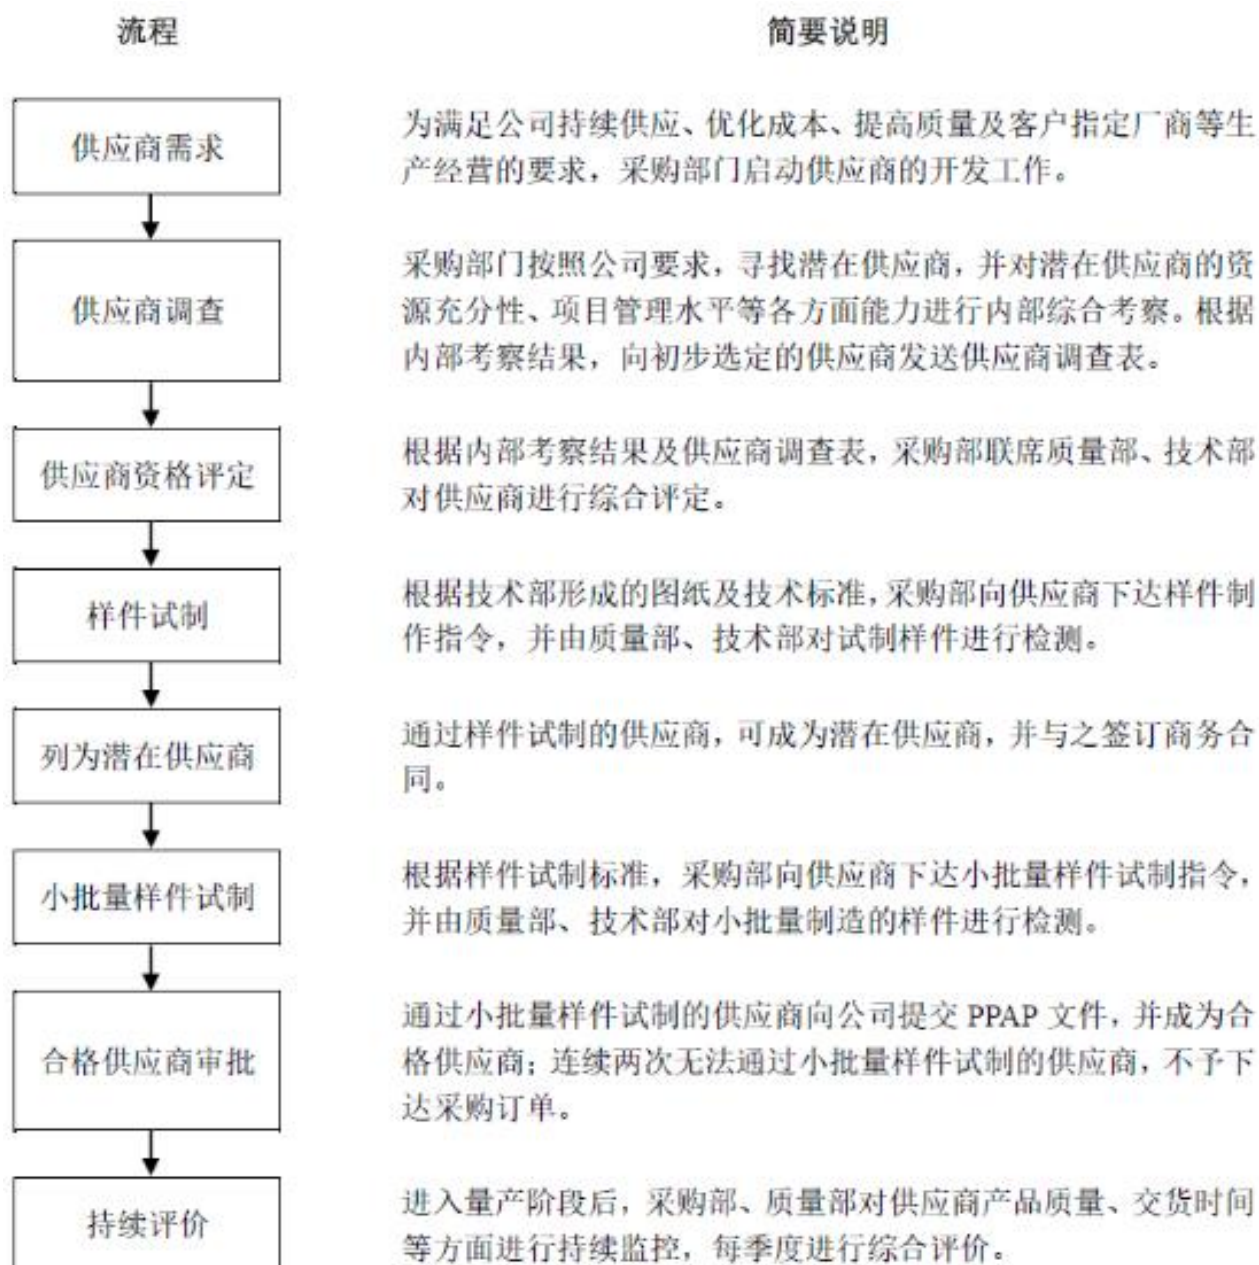 流程
简要说明
供应商需求
为满足公司持续供应、优化成本、提高质量及客户指定厂商等生
产经营的要求，采购部门启动供应商的开发工作。
供应商调查
采购部门按照公司要求，寻找潜在供应商，并对潜在供应商的资
源充分性、项目管理水平等各方面能力进行内部综合考察。根据
内部考察结果，向初步选定的供应商发送供应商调查表。
供应商资格评定
根据内部考察结果及供应商调查表，采购部联席质量部、技术部
对供应商进行综合评定。
样件试制
根据技术部形成的图纸及技术标准，采购部向供应商下达样件制
作指令，并由质量部、技术部对试制样件进行检测。
列为潜在供应商
通过样件试制的供应商，可成为潜在供应商，并与之签订商务合
同。
小批量样件试制
根据样件试制标准，采购部向供应商下达小批量样件试制指令，
并由质量部、技术部对小批量制造的样件进行检测。
合格供应商审批
通过小批量样件试制的供应商向公司提交 PPAP 文件，并成为合
格供应商；连续两次无法通过小批量样件试制的供应商，不予下
达采购订单。
持续评价
进入量产阶段后，采购部、质量部对供应商产品质量、交货时间
等方面进行持续监控，每季度进行综合评价。